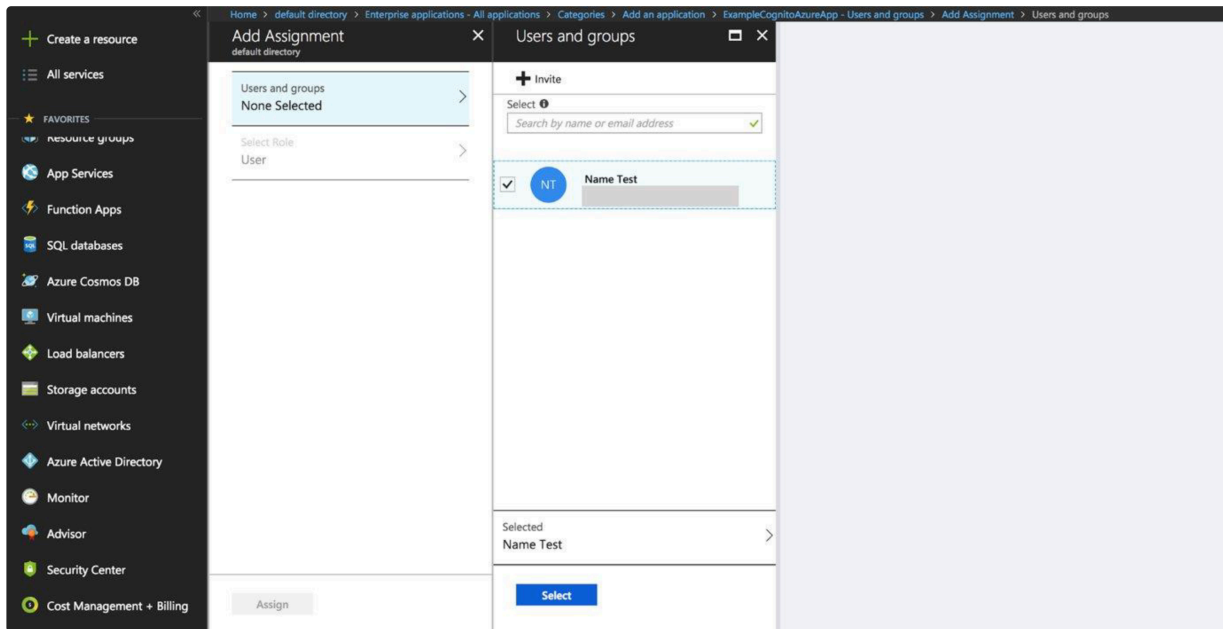 Home > default directory > Enterprise applications - All applications > Categories > Add an application > ExampleCognitoAzureApp - Users and groups > Add Assignment > Users and groups
Create a resource
All services
FAVORITES
Resource groups
App Services
Function Apps
SQL databases
Azure Cosmos DB
Virtual machines
Load balancers
Storage accounts
Virtual networks
Azure Active Directory
Monitor
Advisor
Security Center
Cost Management + Billing
Add Assignment
default directory
Users and groups
None Selected
Select Role
User
Assign
Users and groups
Invite
Select
Search by name or email address
NT
Name Test
Selected
Name Test
Select